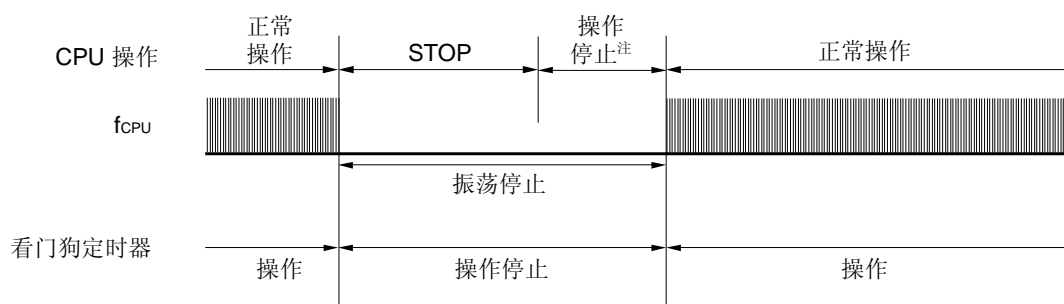 CPU 操作
正常
操作
STOP
操作
停止注
正常操作
fCPU
振荡停止
看门狗定时器
操作
操作停止
操作